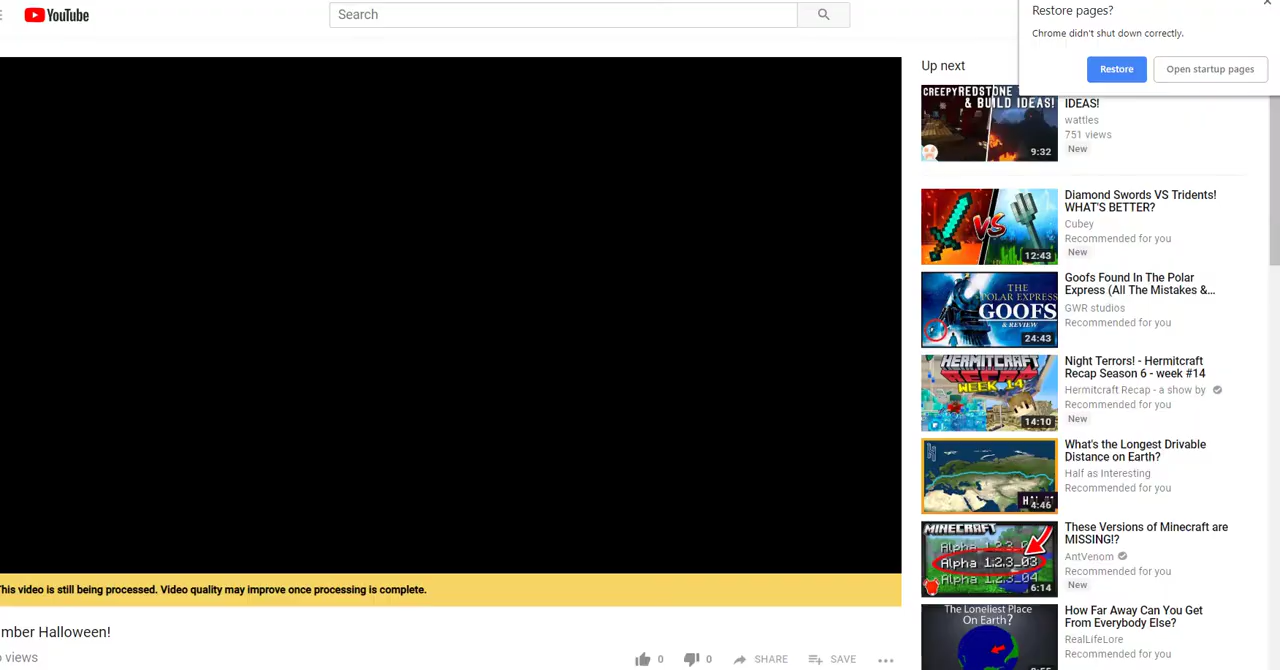 YouTube
Search
Restore pages?
Chrome didn't shut down correctly.
Restore
Open startup pages
Up next
CREEPY REDSTONE
& BUILD IDEAS!
9:32
IDEAS!
wattles
751 views
New
VS
12:43
Diamond Swords VS Tridents!
WHAT'S BETTER?
Cubey
Recommended for you
New
THE
POLAR EXPRESS
GOOFS
& REVIEW
24:43
Goofs Found In The Polar
Express (All The Mistakes &...
GWR studios
Recommended for you
HERMITCRAFT
RECAP
WEEK 14
14:10
Night Terrors! - Hermitcraft
Recap Season 6 - week #14
Hermitcraft Recap - a show by
Recommended for you
New
4:46
What's the Longest Drivable
Distance on Earth?
Half as Interesting
Recommended for you
MINECRAFT
Alpha 1.2.3_03
Alpha 1.2.3_04
6:14
These Versions of Minecraft are
MISSING!?
AntVenom
Recommended for you
New
The Loneliest Place
On Earth?
How Far Away Can You Get
From Everybody Else?
RealLifeLore
Recommended for you
This video is still being processed. Video quality may improve once processing is complete.
mber Halloween!
views
0
0
SHARE
SAVE